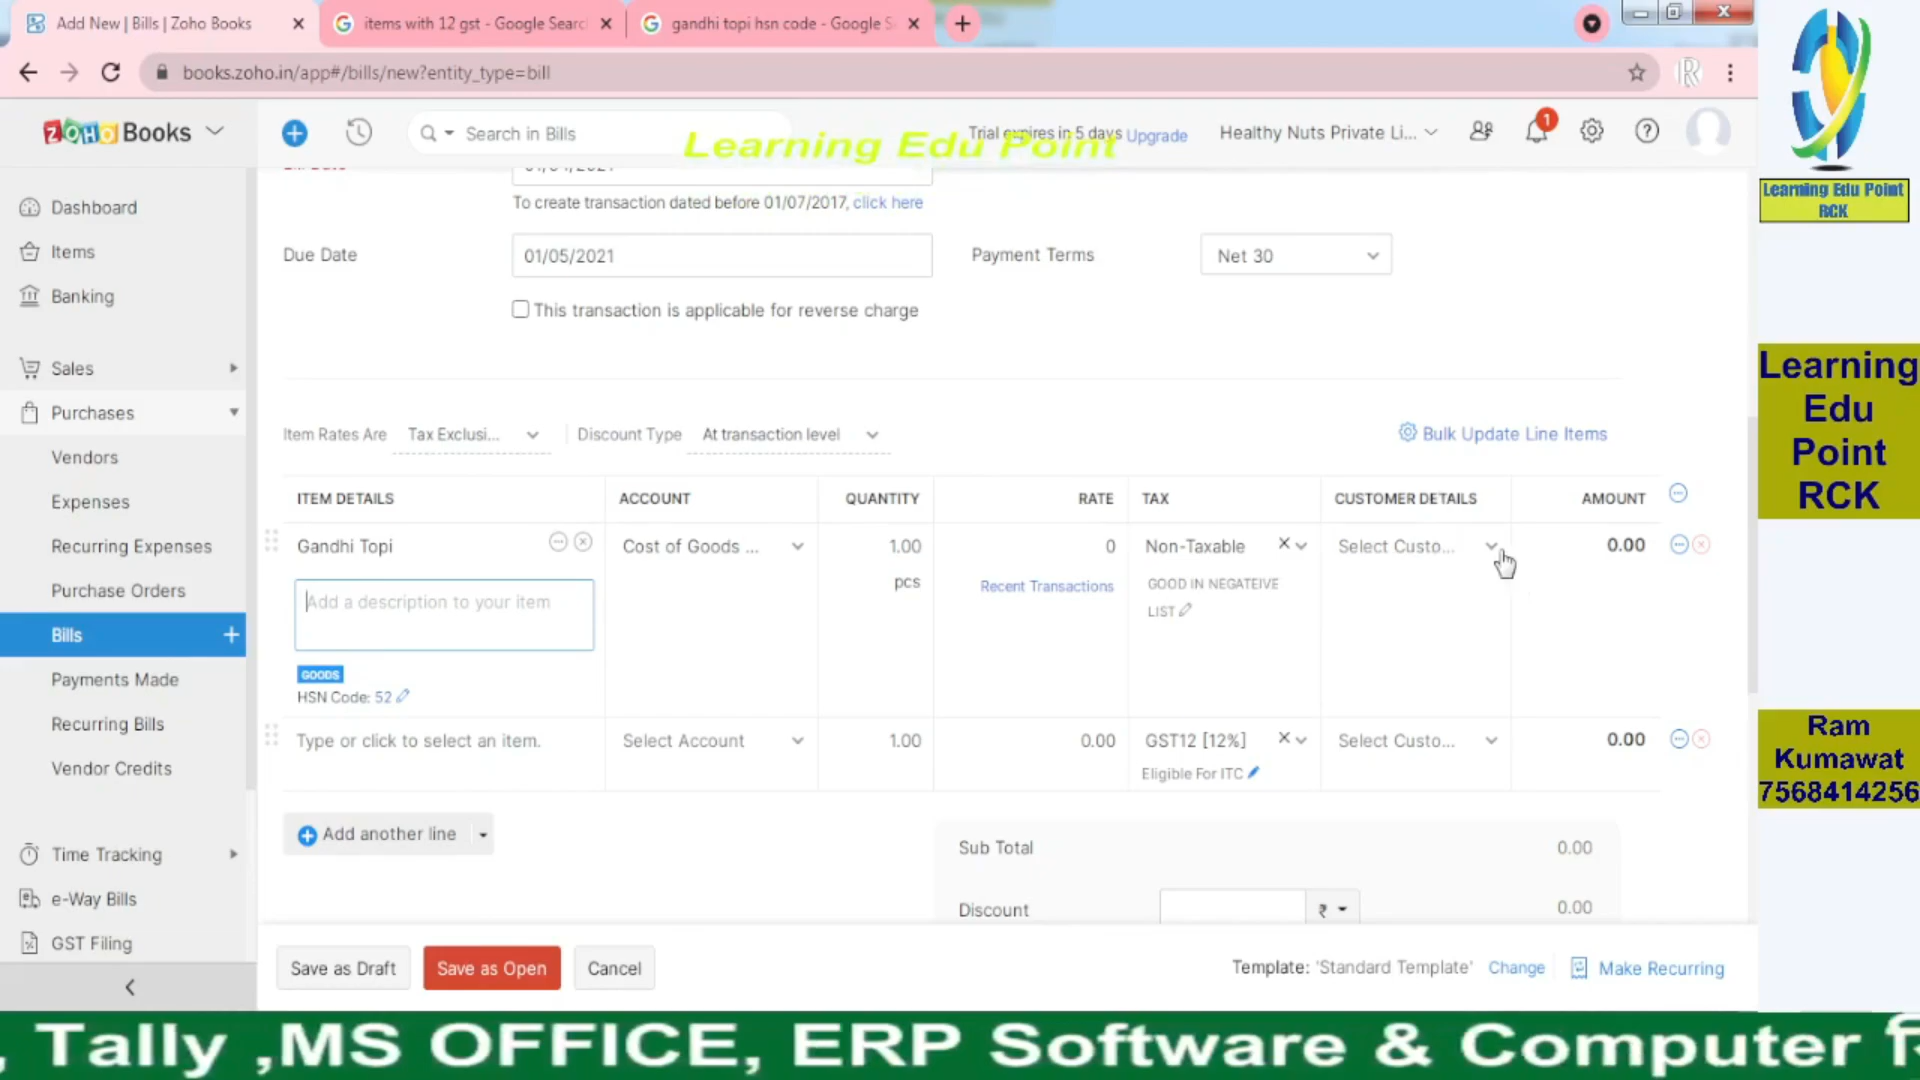 Add New | Bills | Zoho Books
items with 12 gst - Google Searc
gandhi topi hsn code - Google S
books.zoho.in/app#/bills/new?entity_type=bill
ZOHO Books
Search in Bills
Learning Edu Point
Trial expires in 5 days Upgrade
Healthy Nuts Private Li...
1
Learning Edu Point
RCK
Dashboard
Items
Banking
Sales
Purchases
Vendors
Expenses
Recurring Expenses
Purchase Orders
Bills
Payments Made
Recurring Bills
Vendor Credits
Time Tracking
e-Way Bills
GST Filing
To create transaction dated before 01/07/2017, click here
Due Date
01/05/2021
Payment Terms
Net 30
This transaction is applicable for reverse charge
Item Rates Are
Tax Exclusi...
Discount Type
At transaction level
Bulk Update Line Items
ITEM DETAILS
ACCOUNT
QUANTITY
RATE
TAX
CUSTOMER DETAILS
AMOUNT
Gandhi Topi
Cost of Goods ...
1.00
pcs
0
Recent Transactions
Non-Taxable
GOOD IN NEGATEIVE
LIST
Select Custo...
0.00
Add a description to your item
GOODS
HSN Code: 52
Type or click to select an item.
Select Account
1.00
0.00
GST12 [12%]
Eligible For ITC
Select Custo...
0.00
Add another line
Sub Total
0.00
Discount
₹
0.00
Save as Draft
Save as Open
Cancel
Template: 'Standard Template'
Change
Make Recurring
Learning
Edu
Point
RCK
Ram
Kumawat
7568414256
, Tally ,MS OFFICE, ERP Software & Computer